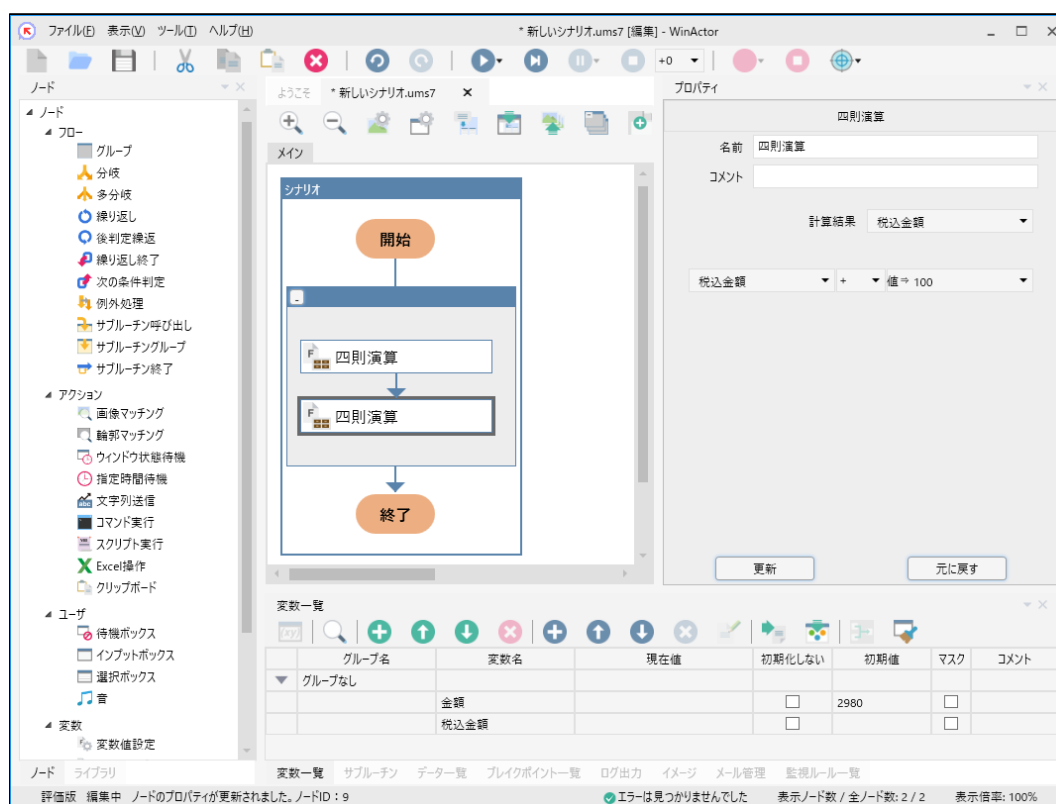 ファイル(F) 表示(V) ツール(T) ヘルプ(H)
* 新しいシナリオ.ums7 [編集] - WinActor
+0
ノード
ノード
フロー
グループ
分岐
多分岐
繰り返し
後判定繰返
繰り返し終了
次の条件判定
例外処理
サブルーチン呼び出し
サブルーチングループ
サブルーチン終了
アクション
画像マッチング
輪郭マッチング
ウィンドウ状態待機
指定時間待機
文字列送信
コマンド実行
スクリプト実行
Excel操作
クリップボード
ユーザ
待機ボックス
インプットボックス
選択ボックス
音
変数
変数値設定
ノード ライブラリ
ようこそ * 新しいシナリオ.ums7
メイン
シナリオ
開始
-
F 四則演算
F 四則演算
終了
プロパティ
四則演算
名前 四則演算
コメント
計算結果 税込金額
税込金額 + 値⇒100
更新 元に戻す
変数一覧
グループ名 変数名 現在値 初期化しない 初期値 マスク コメント
グループなし
金額 2980
税込金額
変数一覧 サブルーチン データ一覧 ブレイクポイント一覧 ログ出力 イメージ メール管理 監視ルール一覧
評価版 編集中 ノードのプロパティが更新されました。ノードID:9 エラーは見つかりませんでした 表示ノード数 / 全ノード数: 2 / 2 表示倍率: 100%